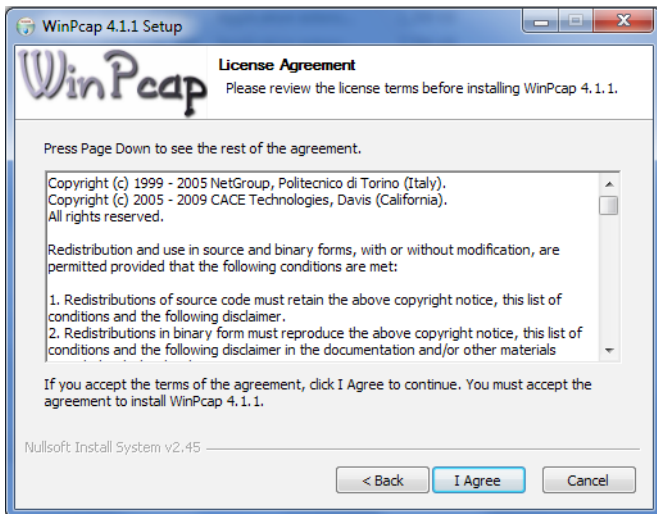 WinPcap 4.1.1 Setup
WinPcap
License Agreement
Please review the license terms before installing WinPcap 4.1.1.
Press Page Down to see the rest of the agreement.
Copyright (c) 1999 - 2005 NetGroup, Politecnico di Torino (Italy).
Copyright (c) 2005 - 2009 CACE Technologies, Davis (California).
All rights reserved.
Redistribution and use in source and binary forms, with or without modification, are
permitted provided that the following conditions are met:
1. Redistributions of source code must retain the above copyright notice, this list of
conditions and the following disclaimer.
2. Redistributions in binary form must reproduce the above copyright notice, this list of
conditions and the following disclaimer in the documentation and/or other materials
If you accept the terms of the agreement, click I Agree to continue. You must accept the
agreement to install WinPcap 4.1.1.
Nullsoft Install System v2.45
< Back
I Agree
Cancel